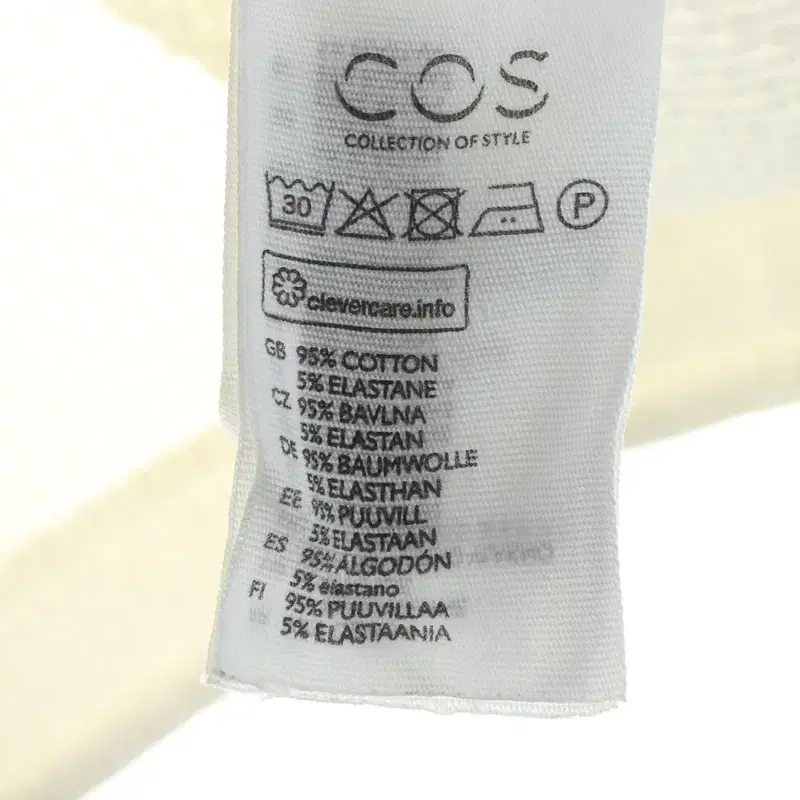 COS
COLLECTION OF STYLE
30 P
clevercare.info
GB 95% COTTON
5% ELASTANE
CZ 95% BAVLNA
5% ELASTAN
DE 95% BAUMWOLLE
5% ELASTHAN
EE 95% PUUVILL
5% ELASTAAN
ES 95% ALGODÓN
5% elastano
FI 95% PUUVILLAA
5% ELASTAANIA